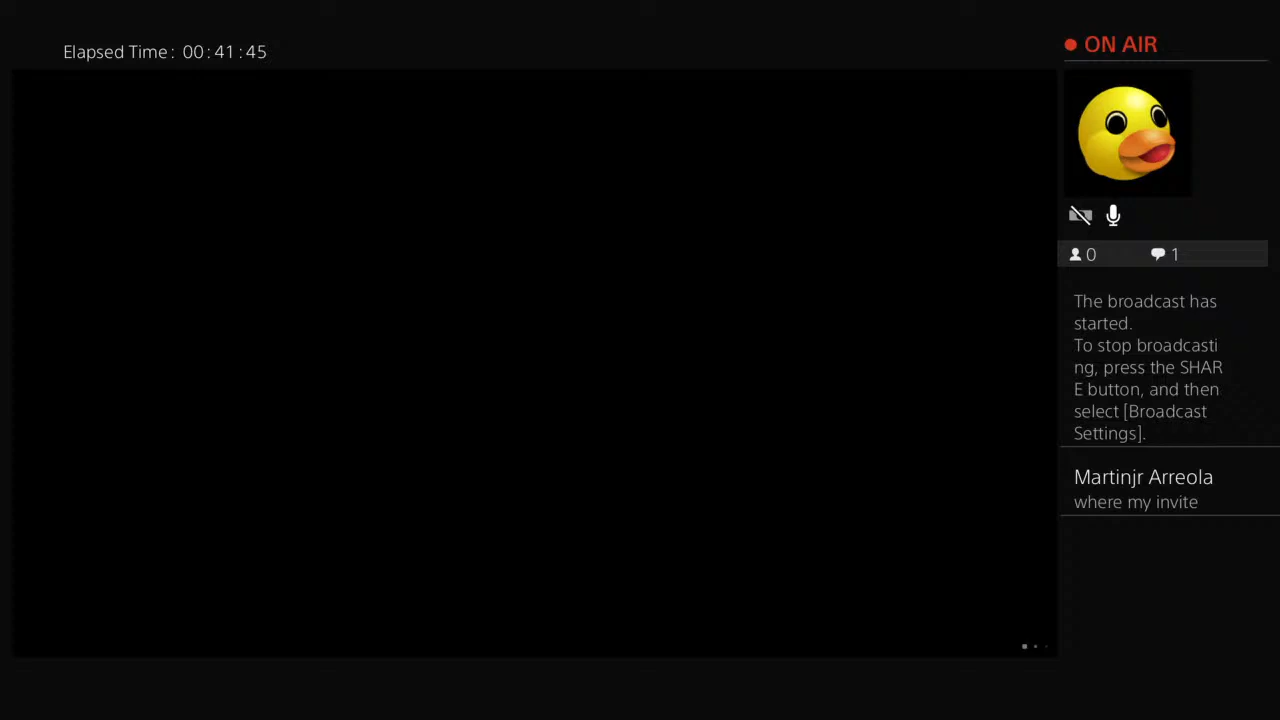 Elapsed Time: 00:41:45
ON AIR
0 1
The broadcast has
started.
To stop broadcasti
ng, press the SHAR
E button, and then
select [Broadcast
Settings].
Martinjr Arreola
where my invite